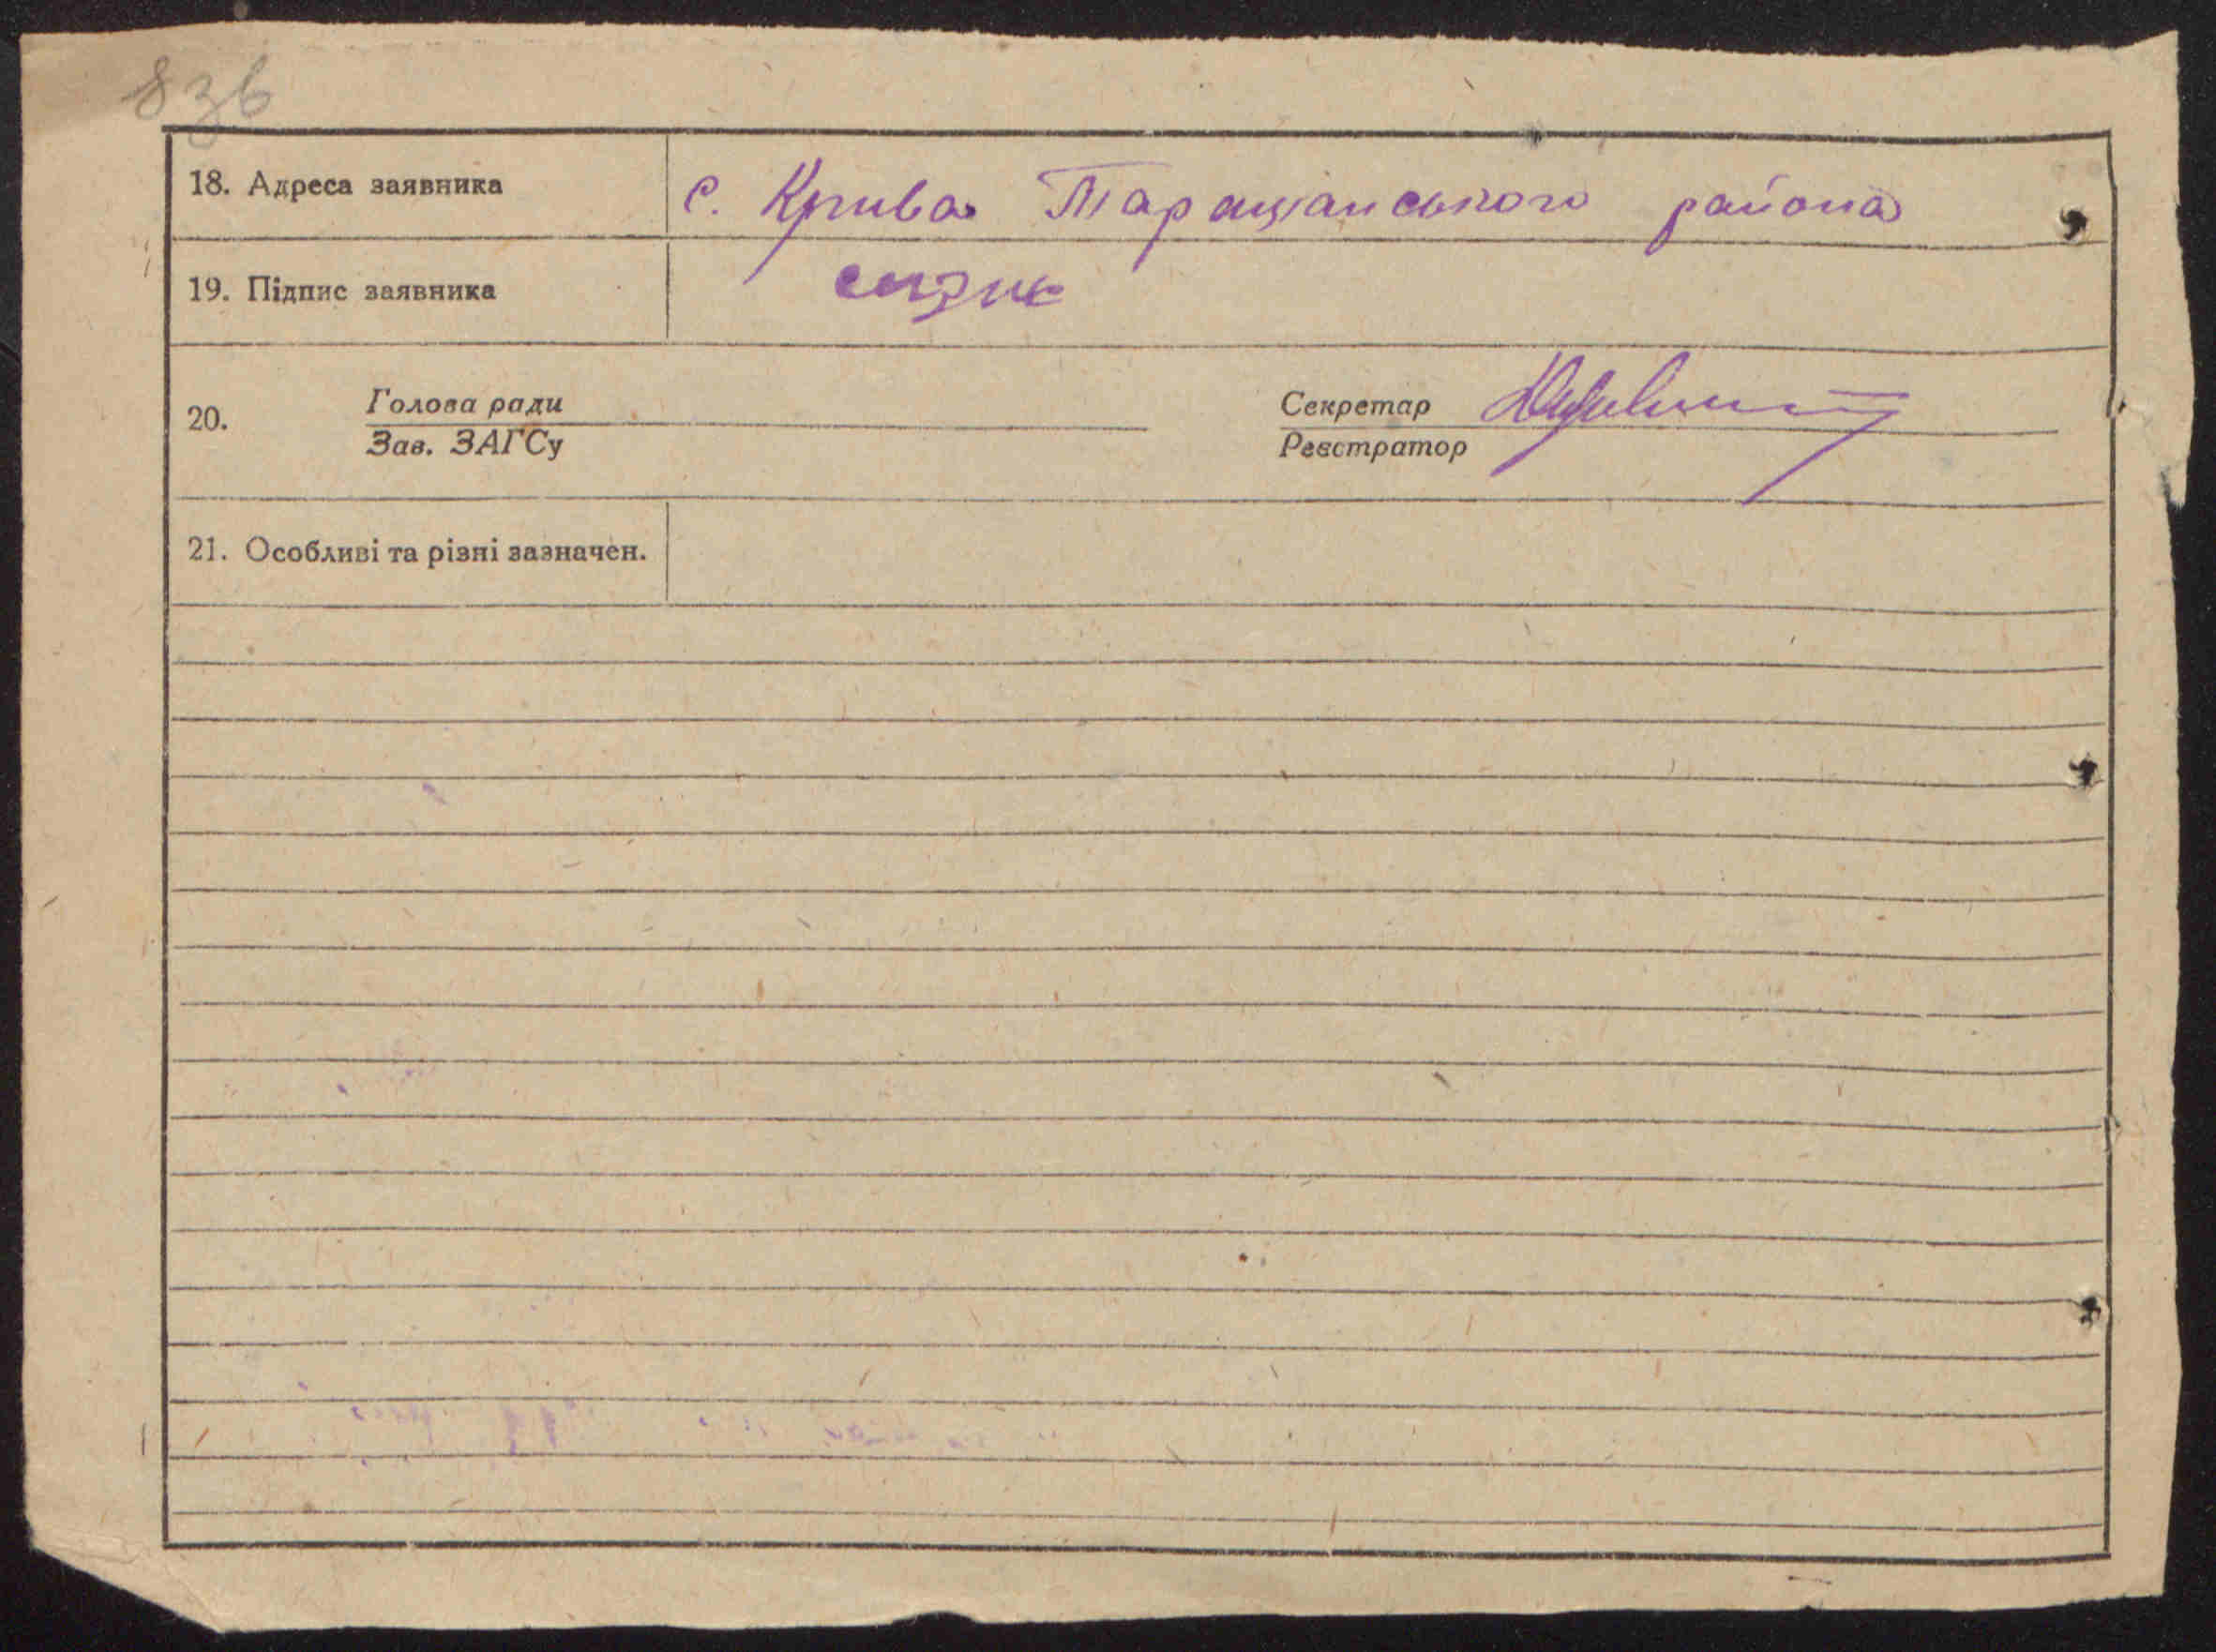 83б
18. Адреса заявника с. Крива Таращанського района
19. Підпис заявника
20. Голова ради
Зав. ЗАГСу
Секретар
Реєстратор
21. Особливі та різні зазначен.